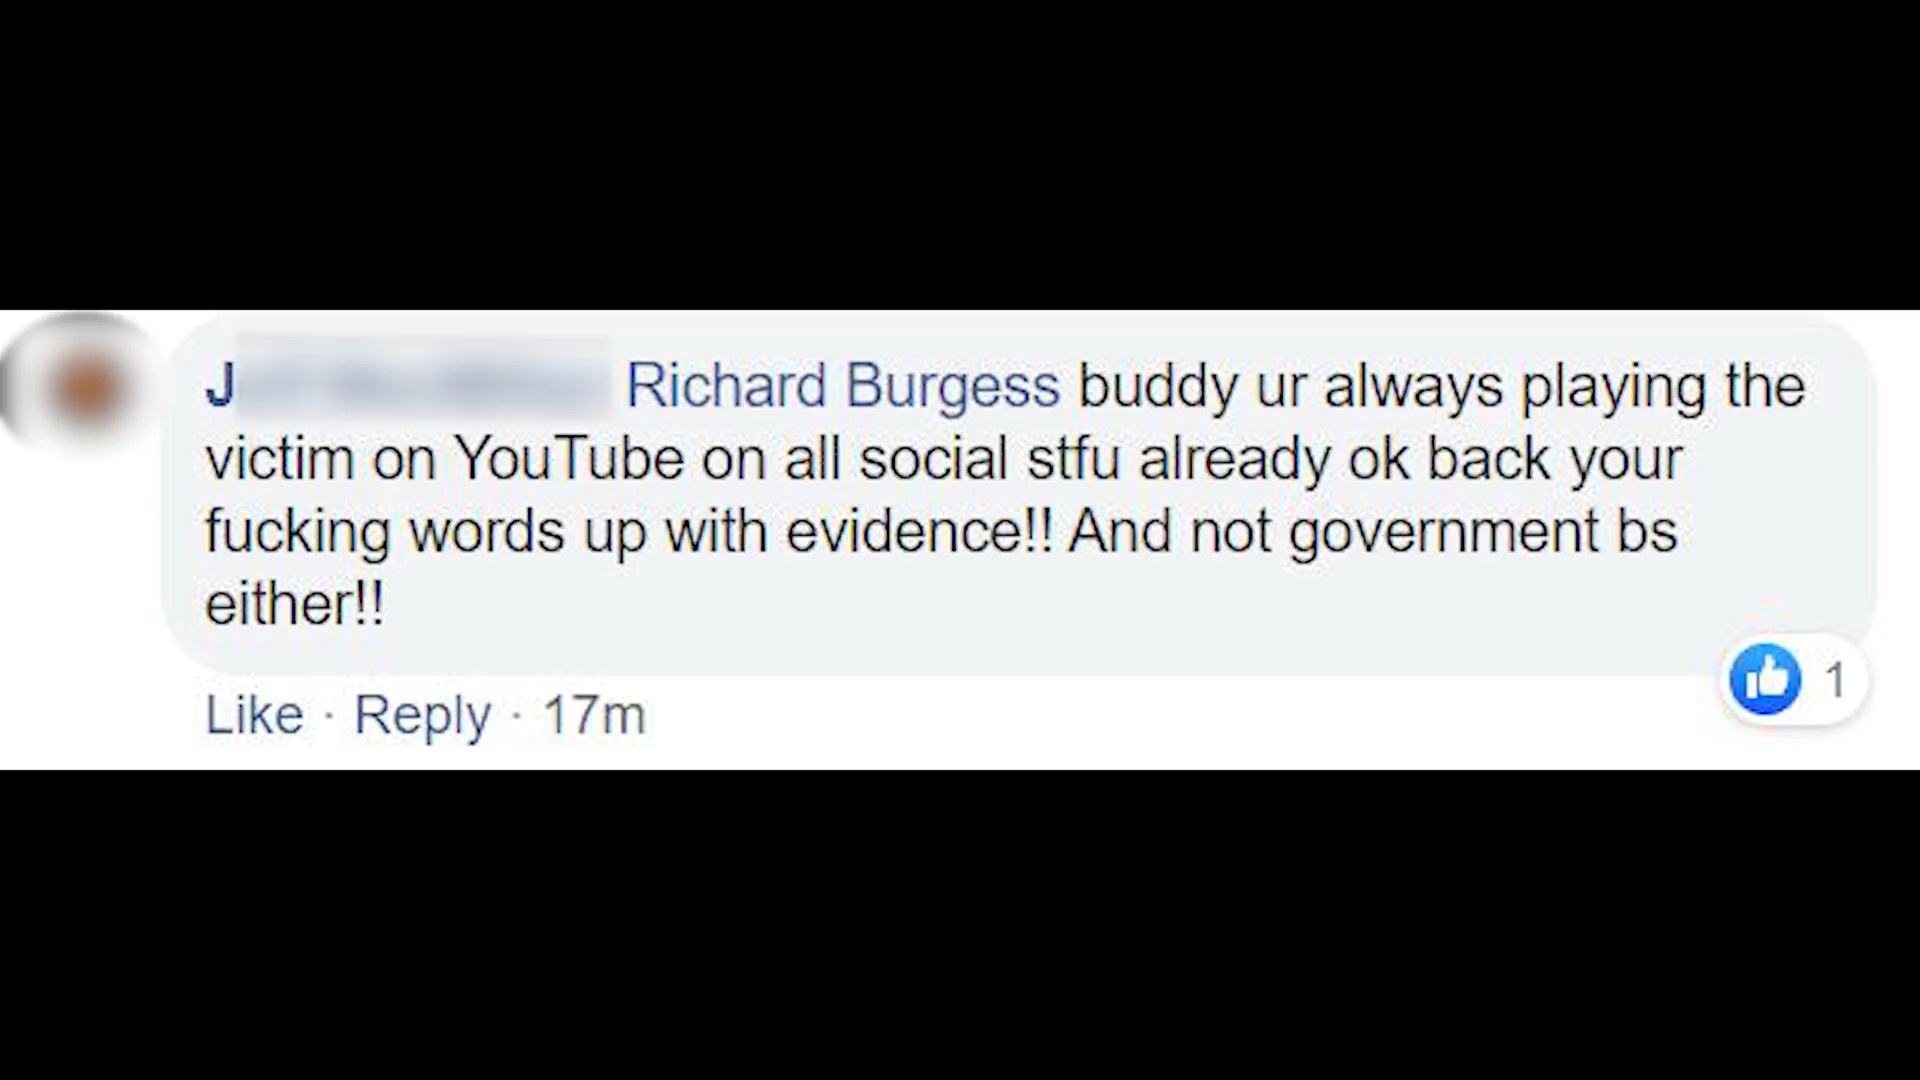 J Richard Burgess buddy ur always playing the
victim on YouTube on all social stfu already ok back your
fucking words up with evidence!! And not government bs
either!!
1
Like · Reply · 17m